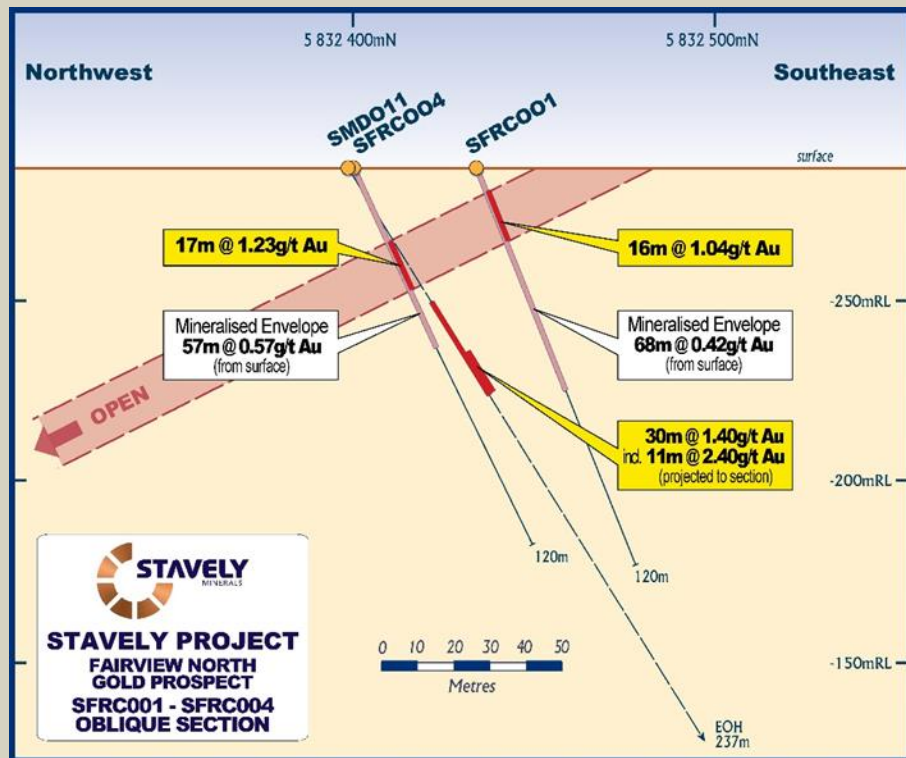 5 832 400mN
5 832 500mN
Northwest
Southeast
SMDO11
SFRCOO4
SFRCOO1
surface
17m @ 1.23g/t Au
16m @ 1.04g/t Au
-250mRL
Mineralised Envelope
57m @ 0.57g/t Au
(from surface)
Mineralised Envelope
68m @ 0.42g/t Au
(from surface)
OPEN
30m @ 1.40g/t Au
incl. 11m @ 2.40g/t Au
(projected to section)
-200mRL
120m
120m
STAVELY
MINERALS
STAVELY PROJECT
FAIRVIEW NORTH
GOLD PROSPECT
SFRC001 - SFRC004
OBLIQUE SECTION
0 10 20 30 40 50
Metres
-150mRL
EOH
237m